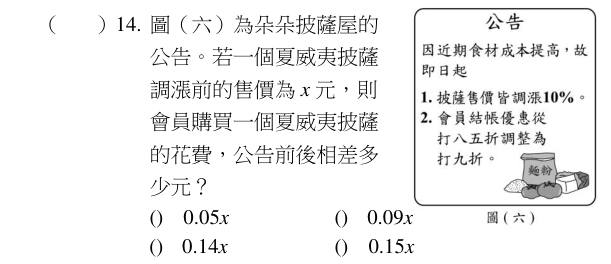 (　　) 14. 圖（六）為朵朵披薩屋的
公告。若一個夏威夷披薩
調漲前的售價為 x 元，則
會員購買一個夏威夷披薩
的花費，公告前後相差多
少元？
() 0.05x () 0.09x
() 0.14x () 0.15x
公告
因近期食材成本提高，故
即日起
1. 披薩售價皆調漲10%。
2. 會員結帳優惠從
打八五折調整為
打九折。
麵粉
圖（六）